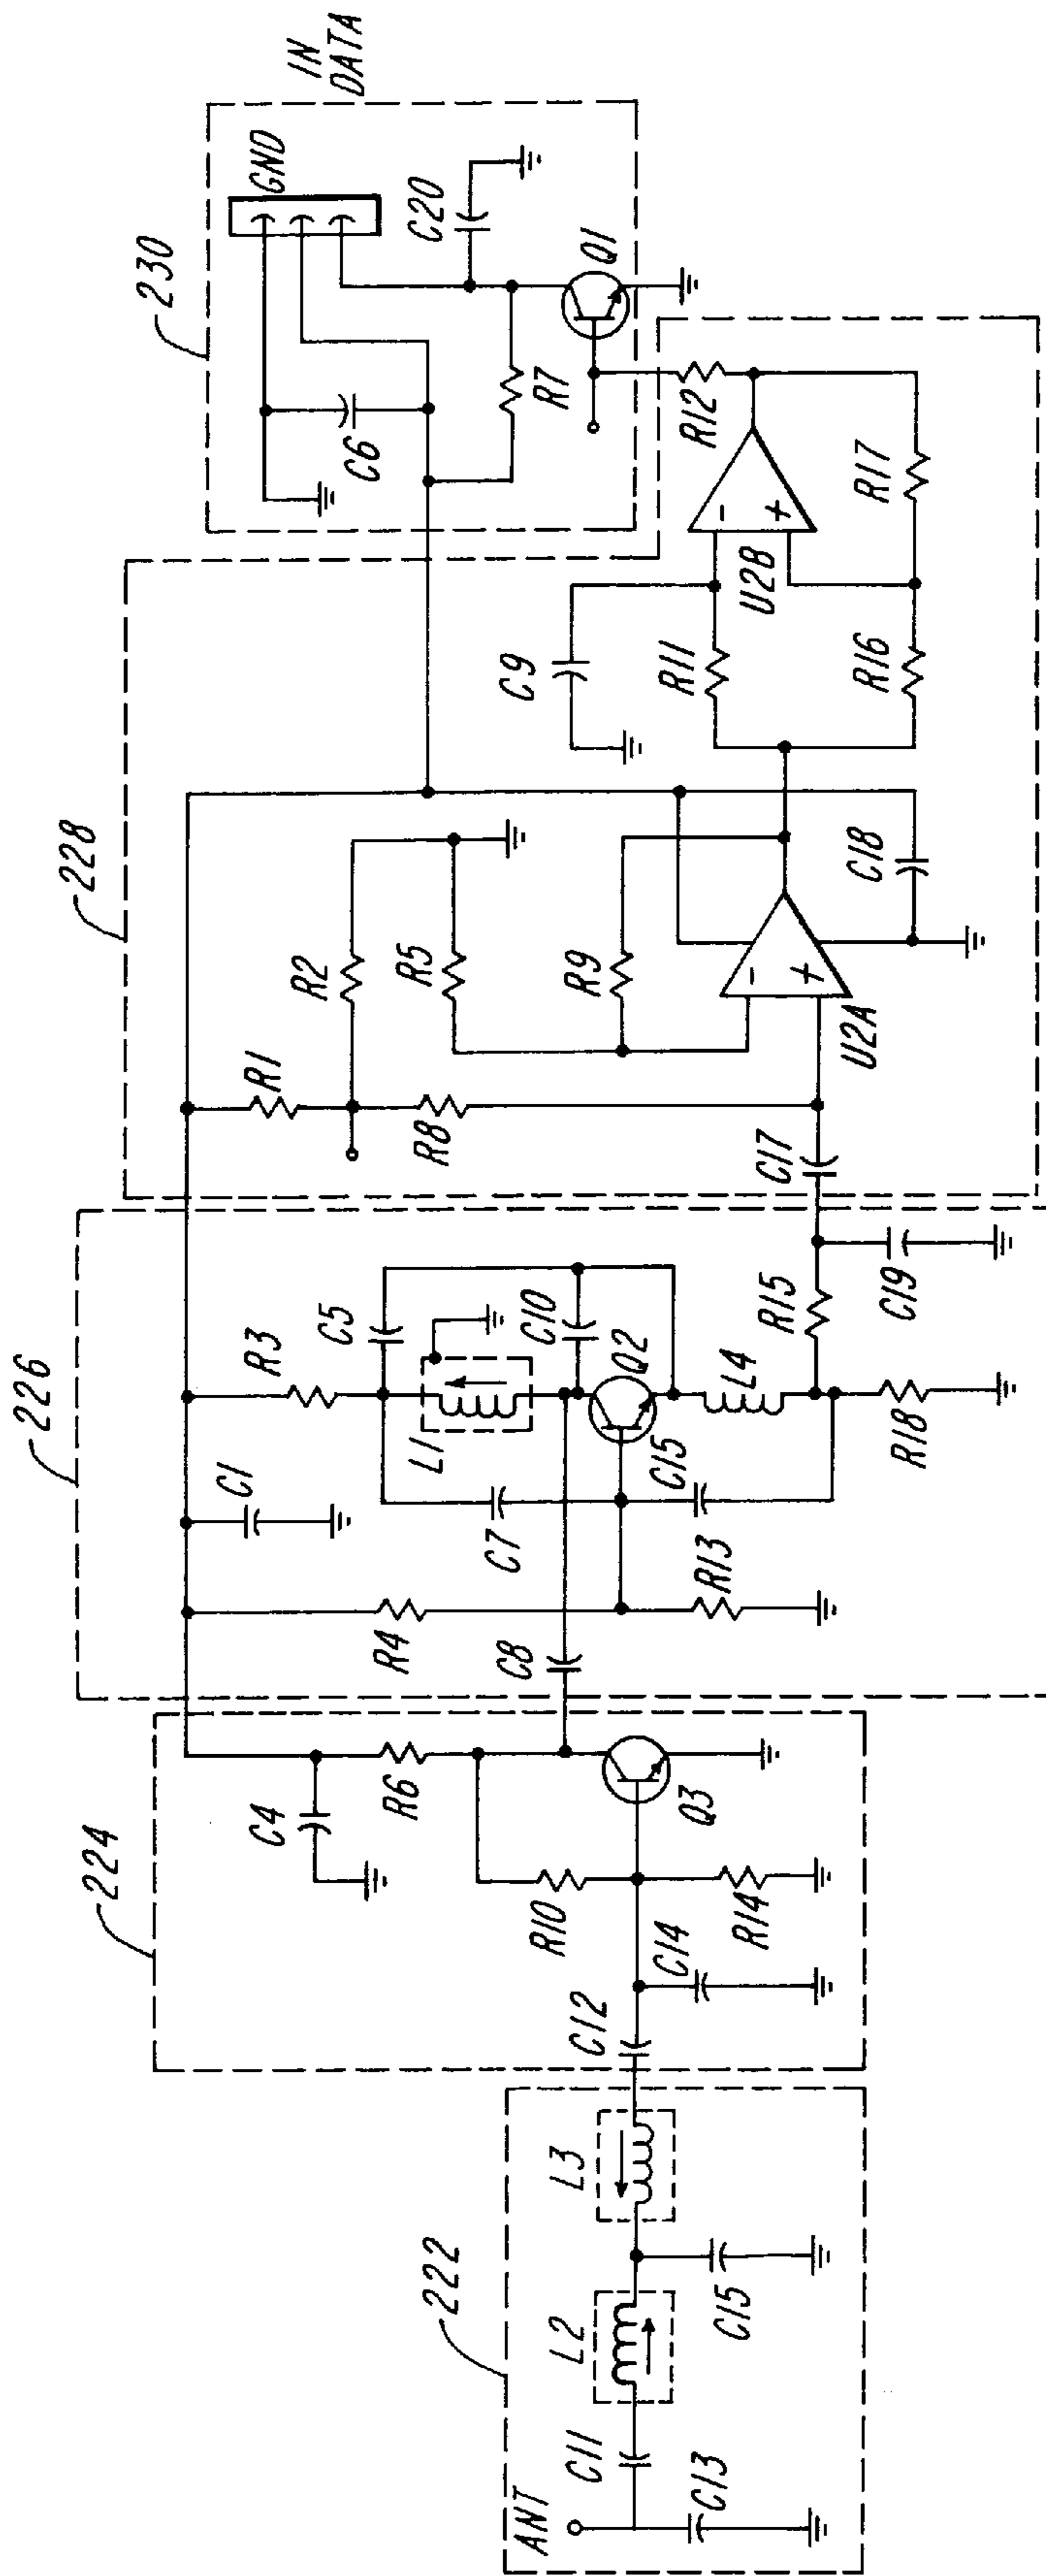 222
ANT
C11
C13
L2
C15
L3
224
C12
C14
C4
R6
R10
R14
Q3
226
C1
R4
C8
R13
C7
R3
C5
L1
C10
Q2
C15
L4
R15
R18
C19
228
C17
R1
R2
R8
R5
R9
-
+
U2A
C18
C9
R11
R16
-
+
U2B
R12
R17
230
GND
C6
R7
C20
Q1
IN
DATA